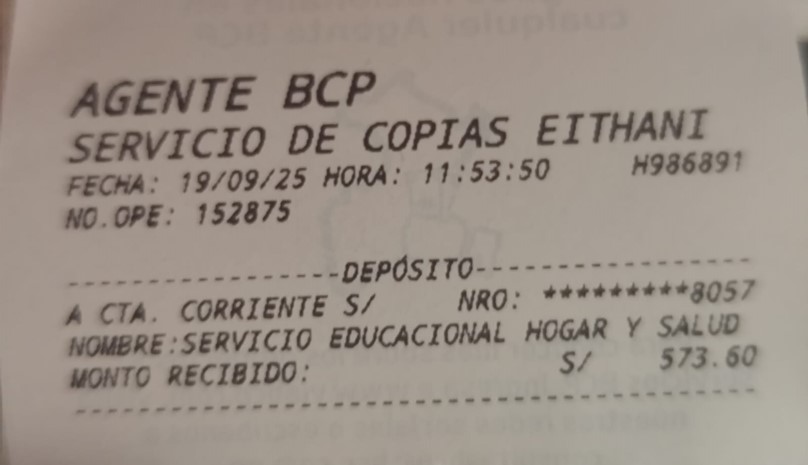 AGENTE BCP
SERVICIO DE COPIAS EITHANI
FECHA: 19/09/25 HORA: 11:53:50 H986891
NO.OPE: 152875
------------------DEPÓSITO------------------
A CTA. CORRIENTE S/ NRO: *********8057
NOMBRE:SERVICIO EDUCACIONAL HOGAR Y SALUD
MONTO RECIBIDO: S/ 573.60
--------------------------------------------